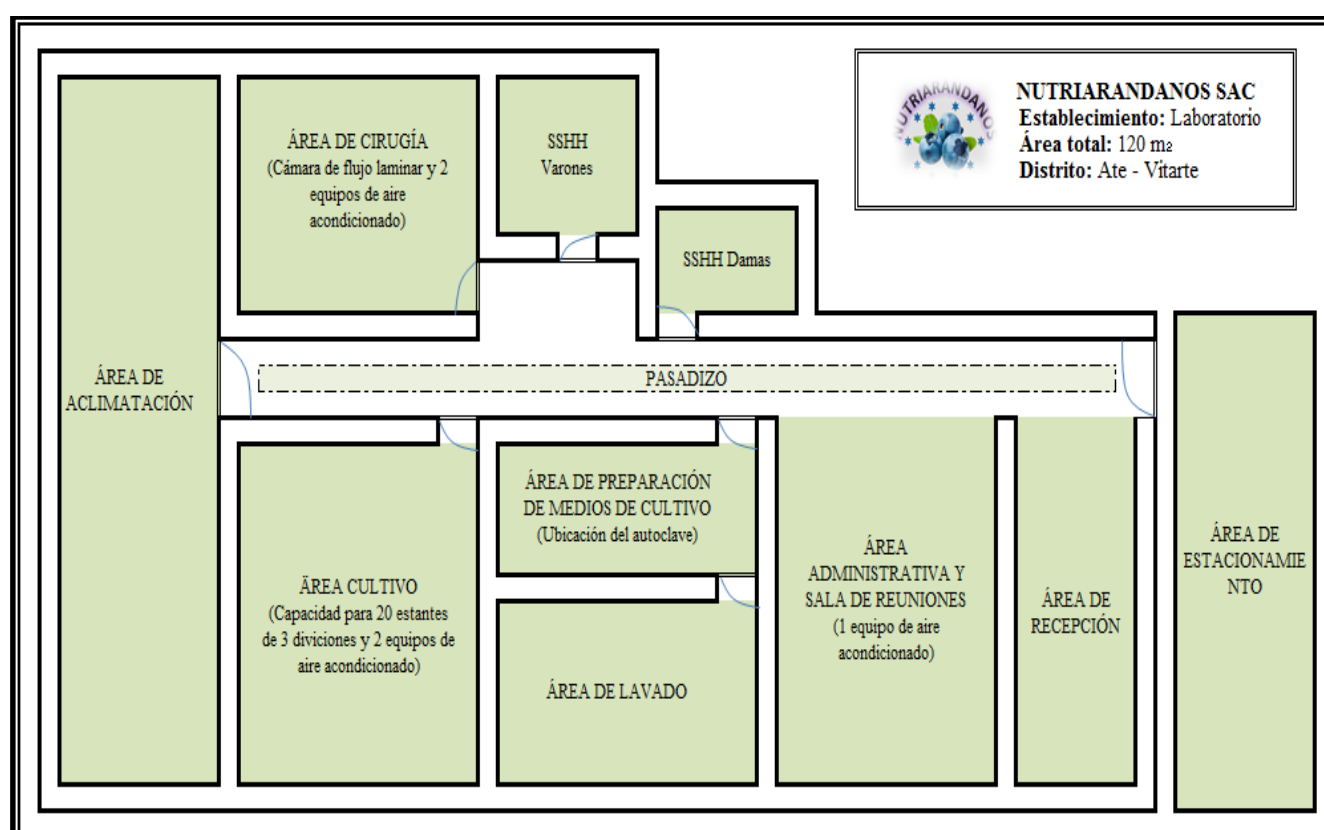 NUTRIARANDANOS
NUTRIARANDANOS SAC
Establecimiento: Laboratorio
Área total: 120 m2
Distrito: Ate - Vitarte
ÁREA DE CIRUGÍA
(Cámara de flujo laminar y 2
equipos de aire
acondicionado)
SSHH
Varones
SSHH Damas
ÁREA DE
ACLIMATACIÓN
PASADIZO
ÄREA CULTIVO
(Capacidad para 20 estantes
de 3 diviciones y 2 equipos de
aire acondicionado)
ÁREA DE PREPARACIÓN
DE MEDIOS DE CULTIVO
(Ubicación del autoclave)
ÁREA DE LAVADO
ÁREA
ADMINISTRATIVA Y
SALA DE REUNIONES
(1 equipo de aire
acondicionado)
ÁREA DE
RECEPCIÓN
ÁREA DE
ESTACIONAMIE
NTO